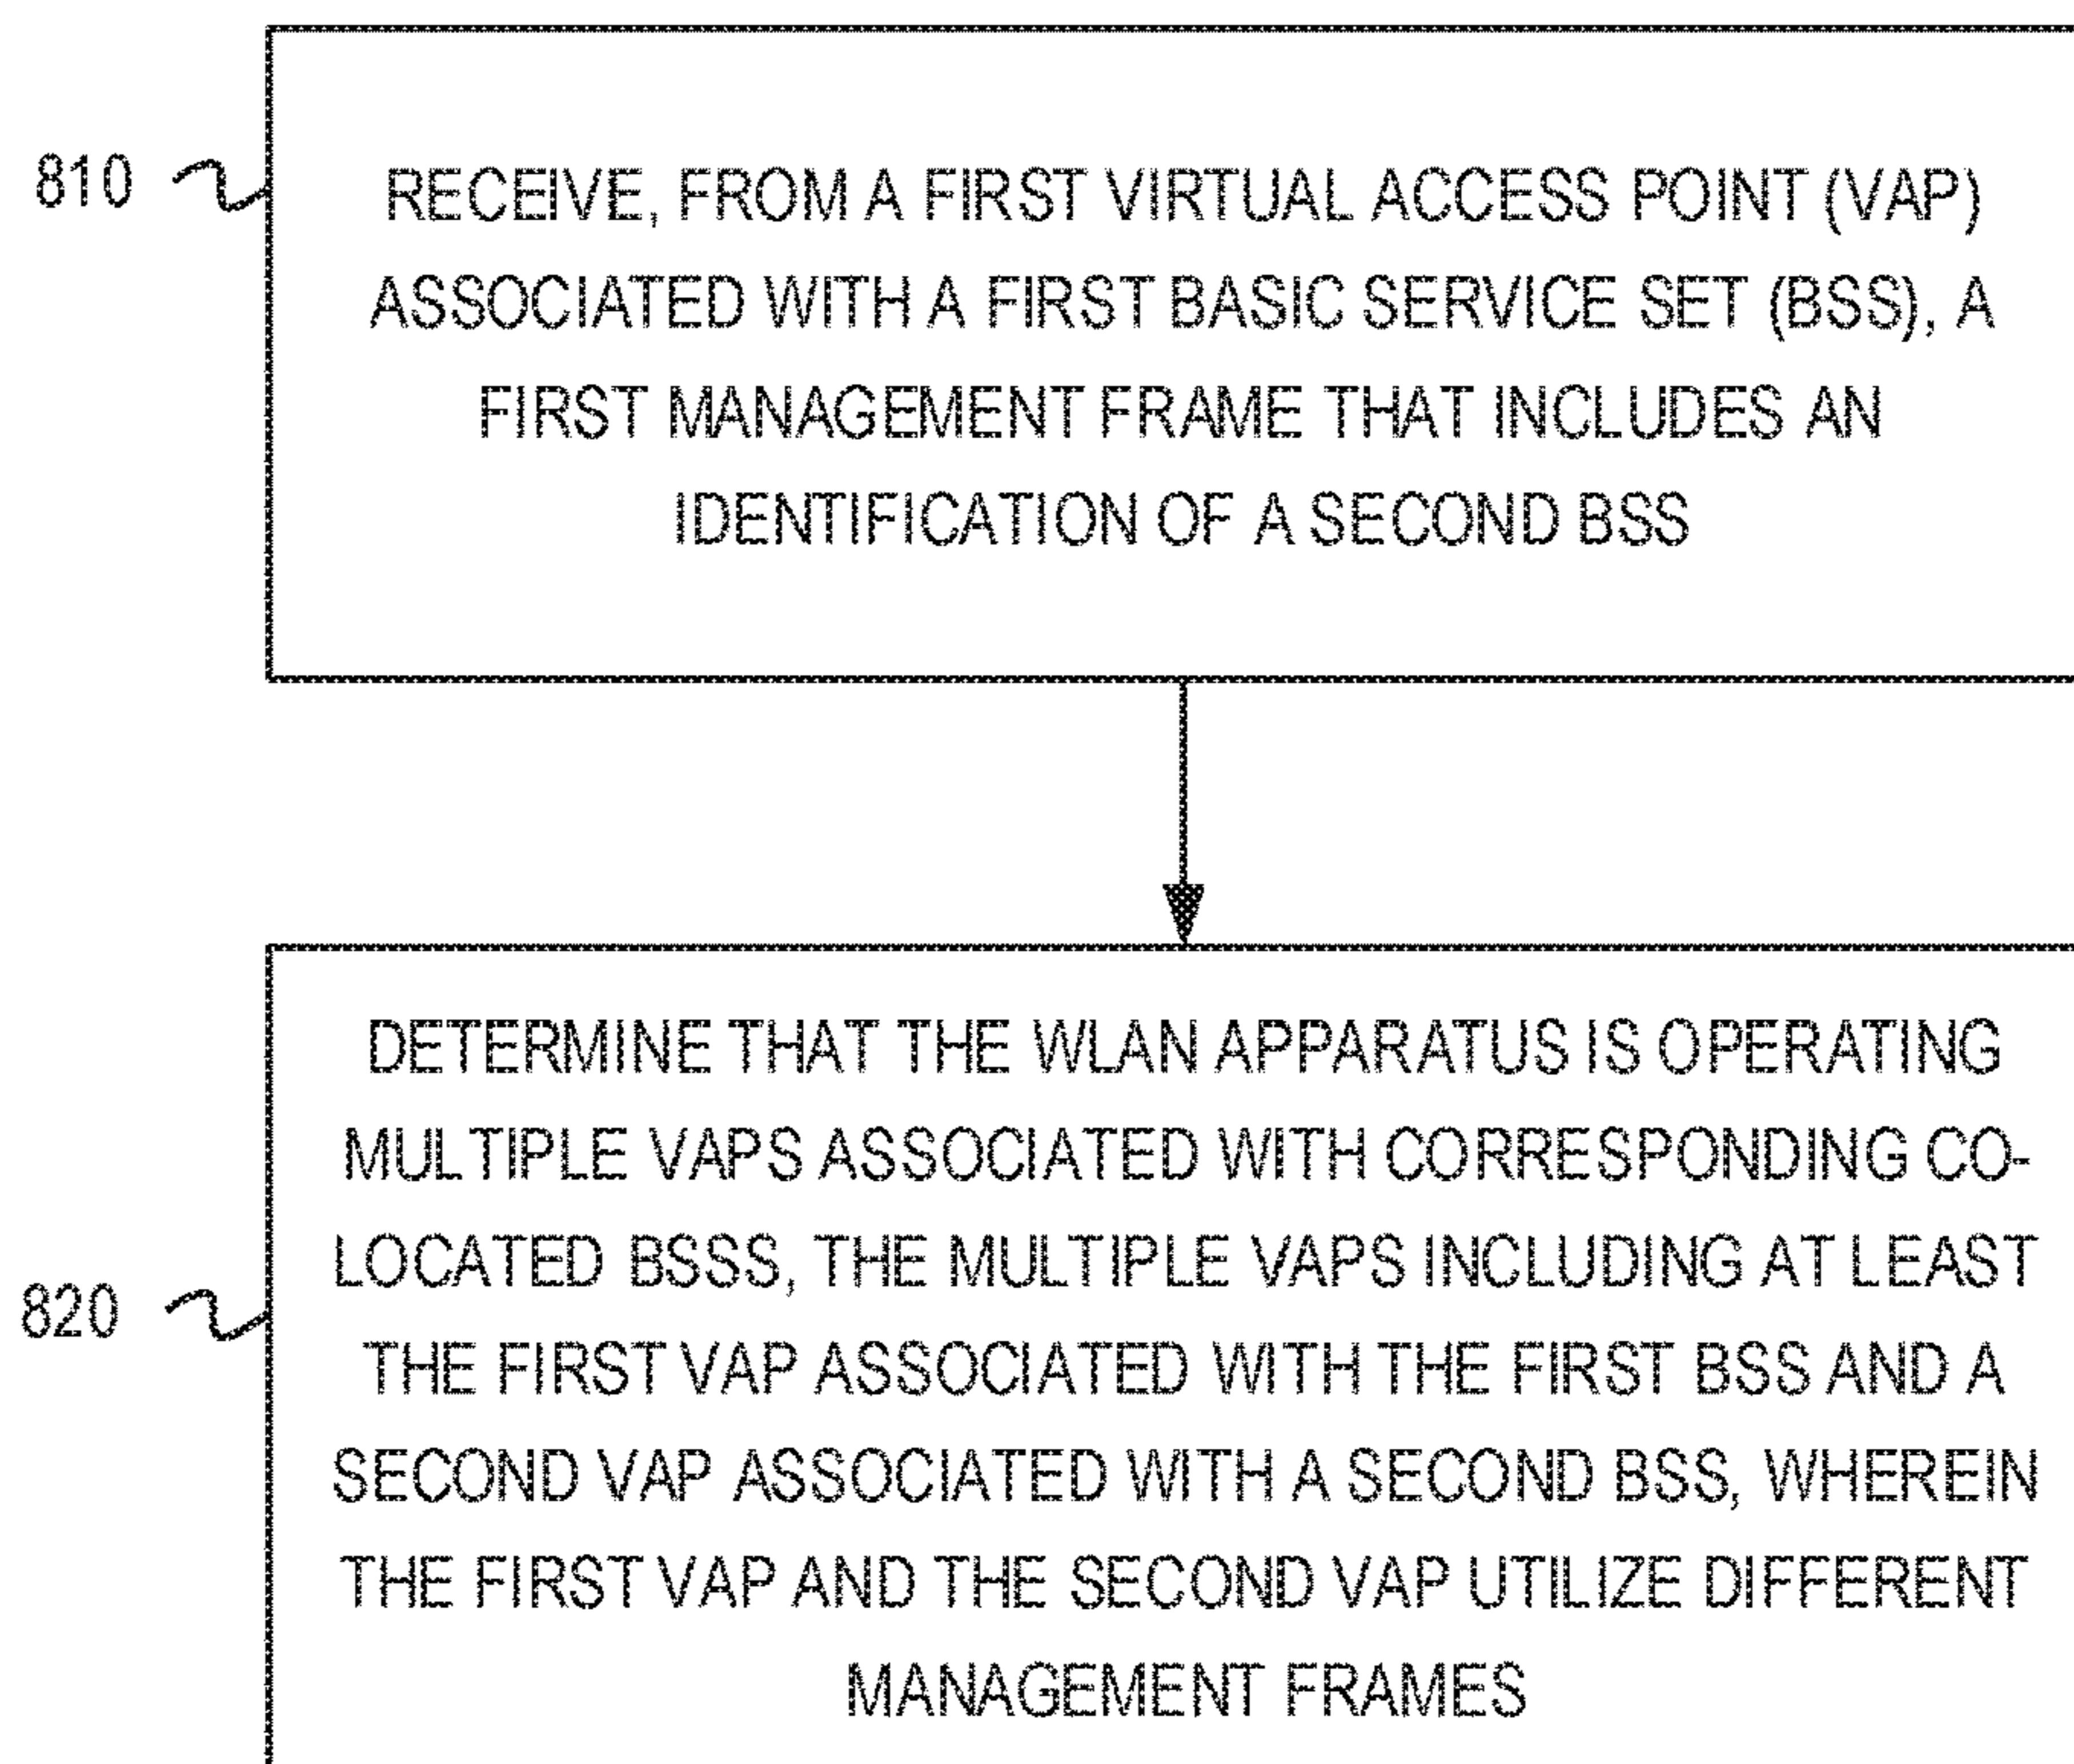 810
RECEIVE, FROM A FIRST VIRTUAL ACCESS POINT (VAP)
ASSOCIATED WITH A FIRST BASIC SERVICE SET (BSS), A
FIRST MANAGEMENT FRAME THAT INCLUDES AN
IDENTIFICATION OF A SECOND BSS
820
DETERMINE THAT THE WLAN APPARATUS IS OPERATING
MULTIPLE VAPS ASSOCIATED WITH CORRESPONDING CO-
LOCATED BSSS, THE MULTIPLE VAPS INCLUDING AT LEAST
THE FIRST VAP ASSOCIATED WITH THE FIRST BSS AND A
SECOND VAP ASSOCIATED WITH A SECOND BSS, WHEREIN
THE FIRST VAP AND THE SECOND VAP UTILIZE DIFFERENT
MANAGEMENT FRAMES